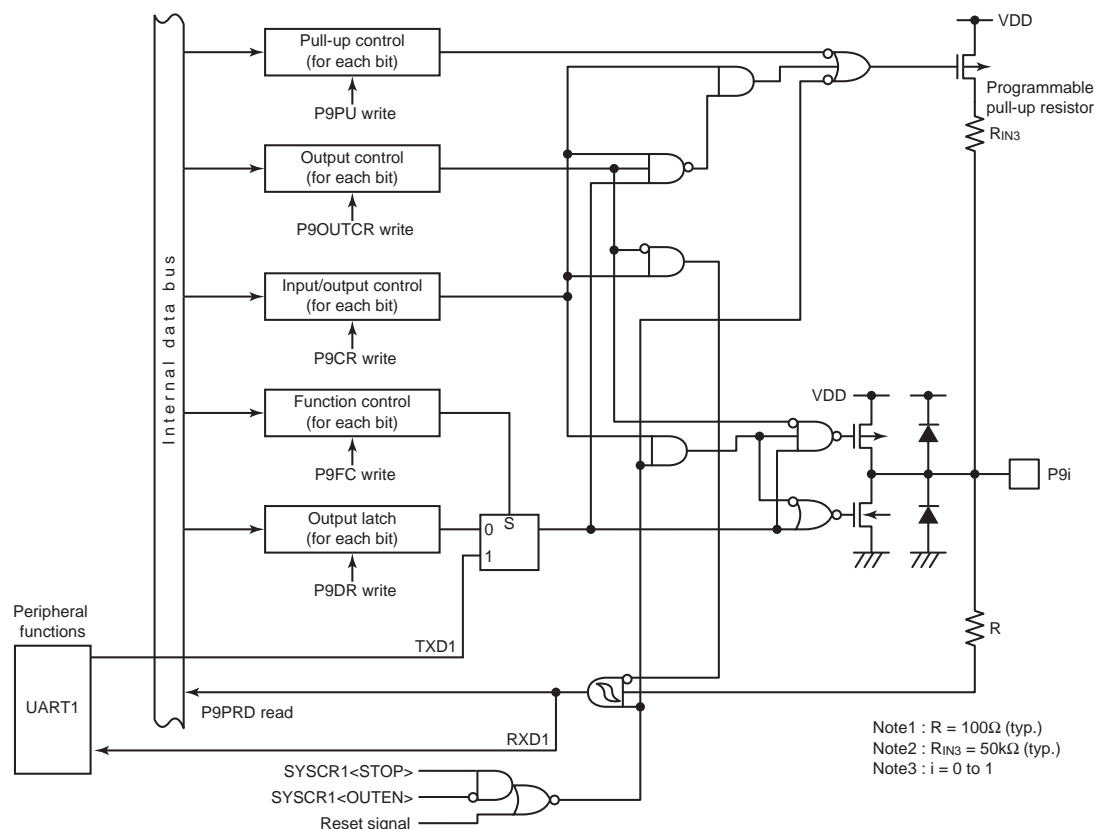 VDD
Pull-up control
(for each bit)
P9PU write
Programmable
pull-up resistor
RIN3
Output control
(for each bit)
P9OUTCR write
Internal data bus
Input/output control
(for each bit)
P9CR write
Function control
(for each bit)
P9FC write
VDD
P9i
Output latch
(for each bit)
P9DR write
0
S
1
Peripheral
functions
UART1
TXD1
R
P9PRD read
RXD1
SYSCR1<STOP>
SYSCR1<OUTEN>
Reset signal
Note1 : R = 100Ω (typ.)
Note2 : RIN3 = 50kΩ (typ.)
Note3 : i = 0 to 1